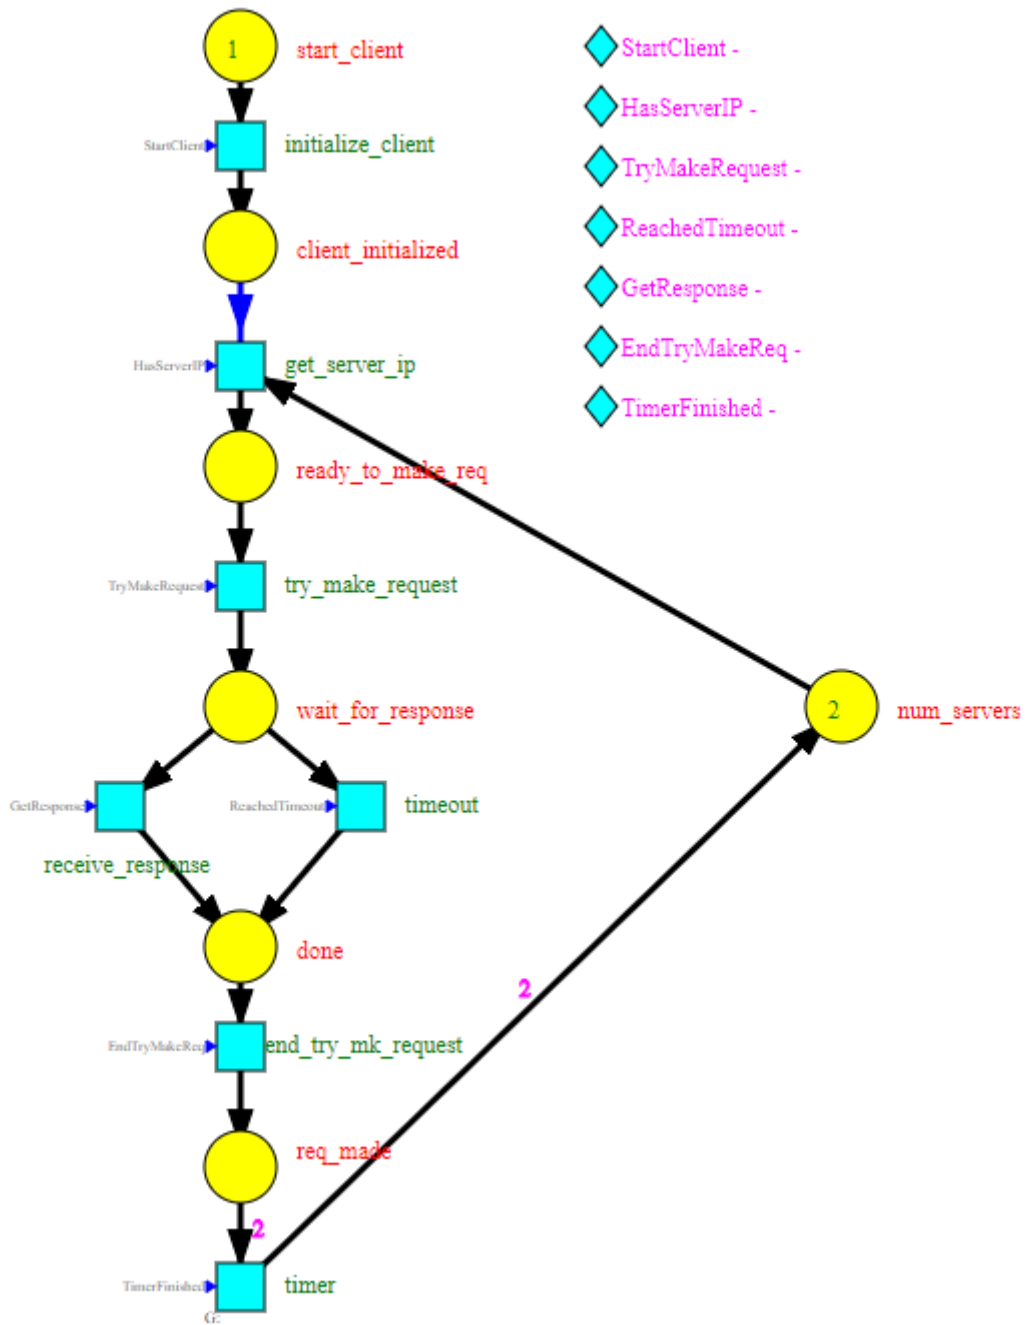 1
start_client
StartClient -
StartClient
initialize_client
HasServerIP -
TryMakeRequest -
client_initialized
ReachedTimeout -
GetResponse -
HasServerIP
get_server_ip
EndTryMakeReq -
TimerFinished -
ready_to_make_req
TryMakeRequest
try_make_request
wait_for_response
2
num_servers
GetResponse
ReachedTimeout
timeout
receive_response
done
2
EndTryMakeReq
end_try_mk_request
req_made
2
TimerFinished
timer
G: